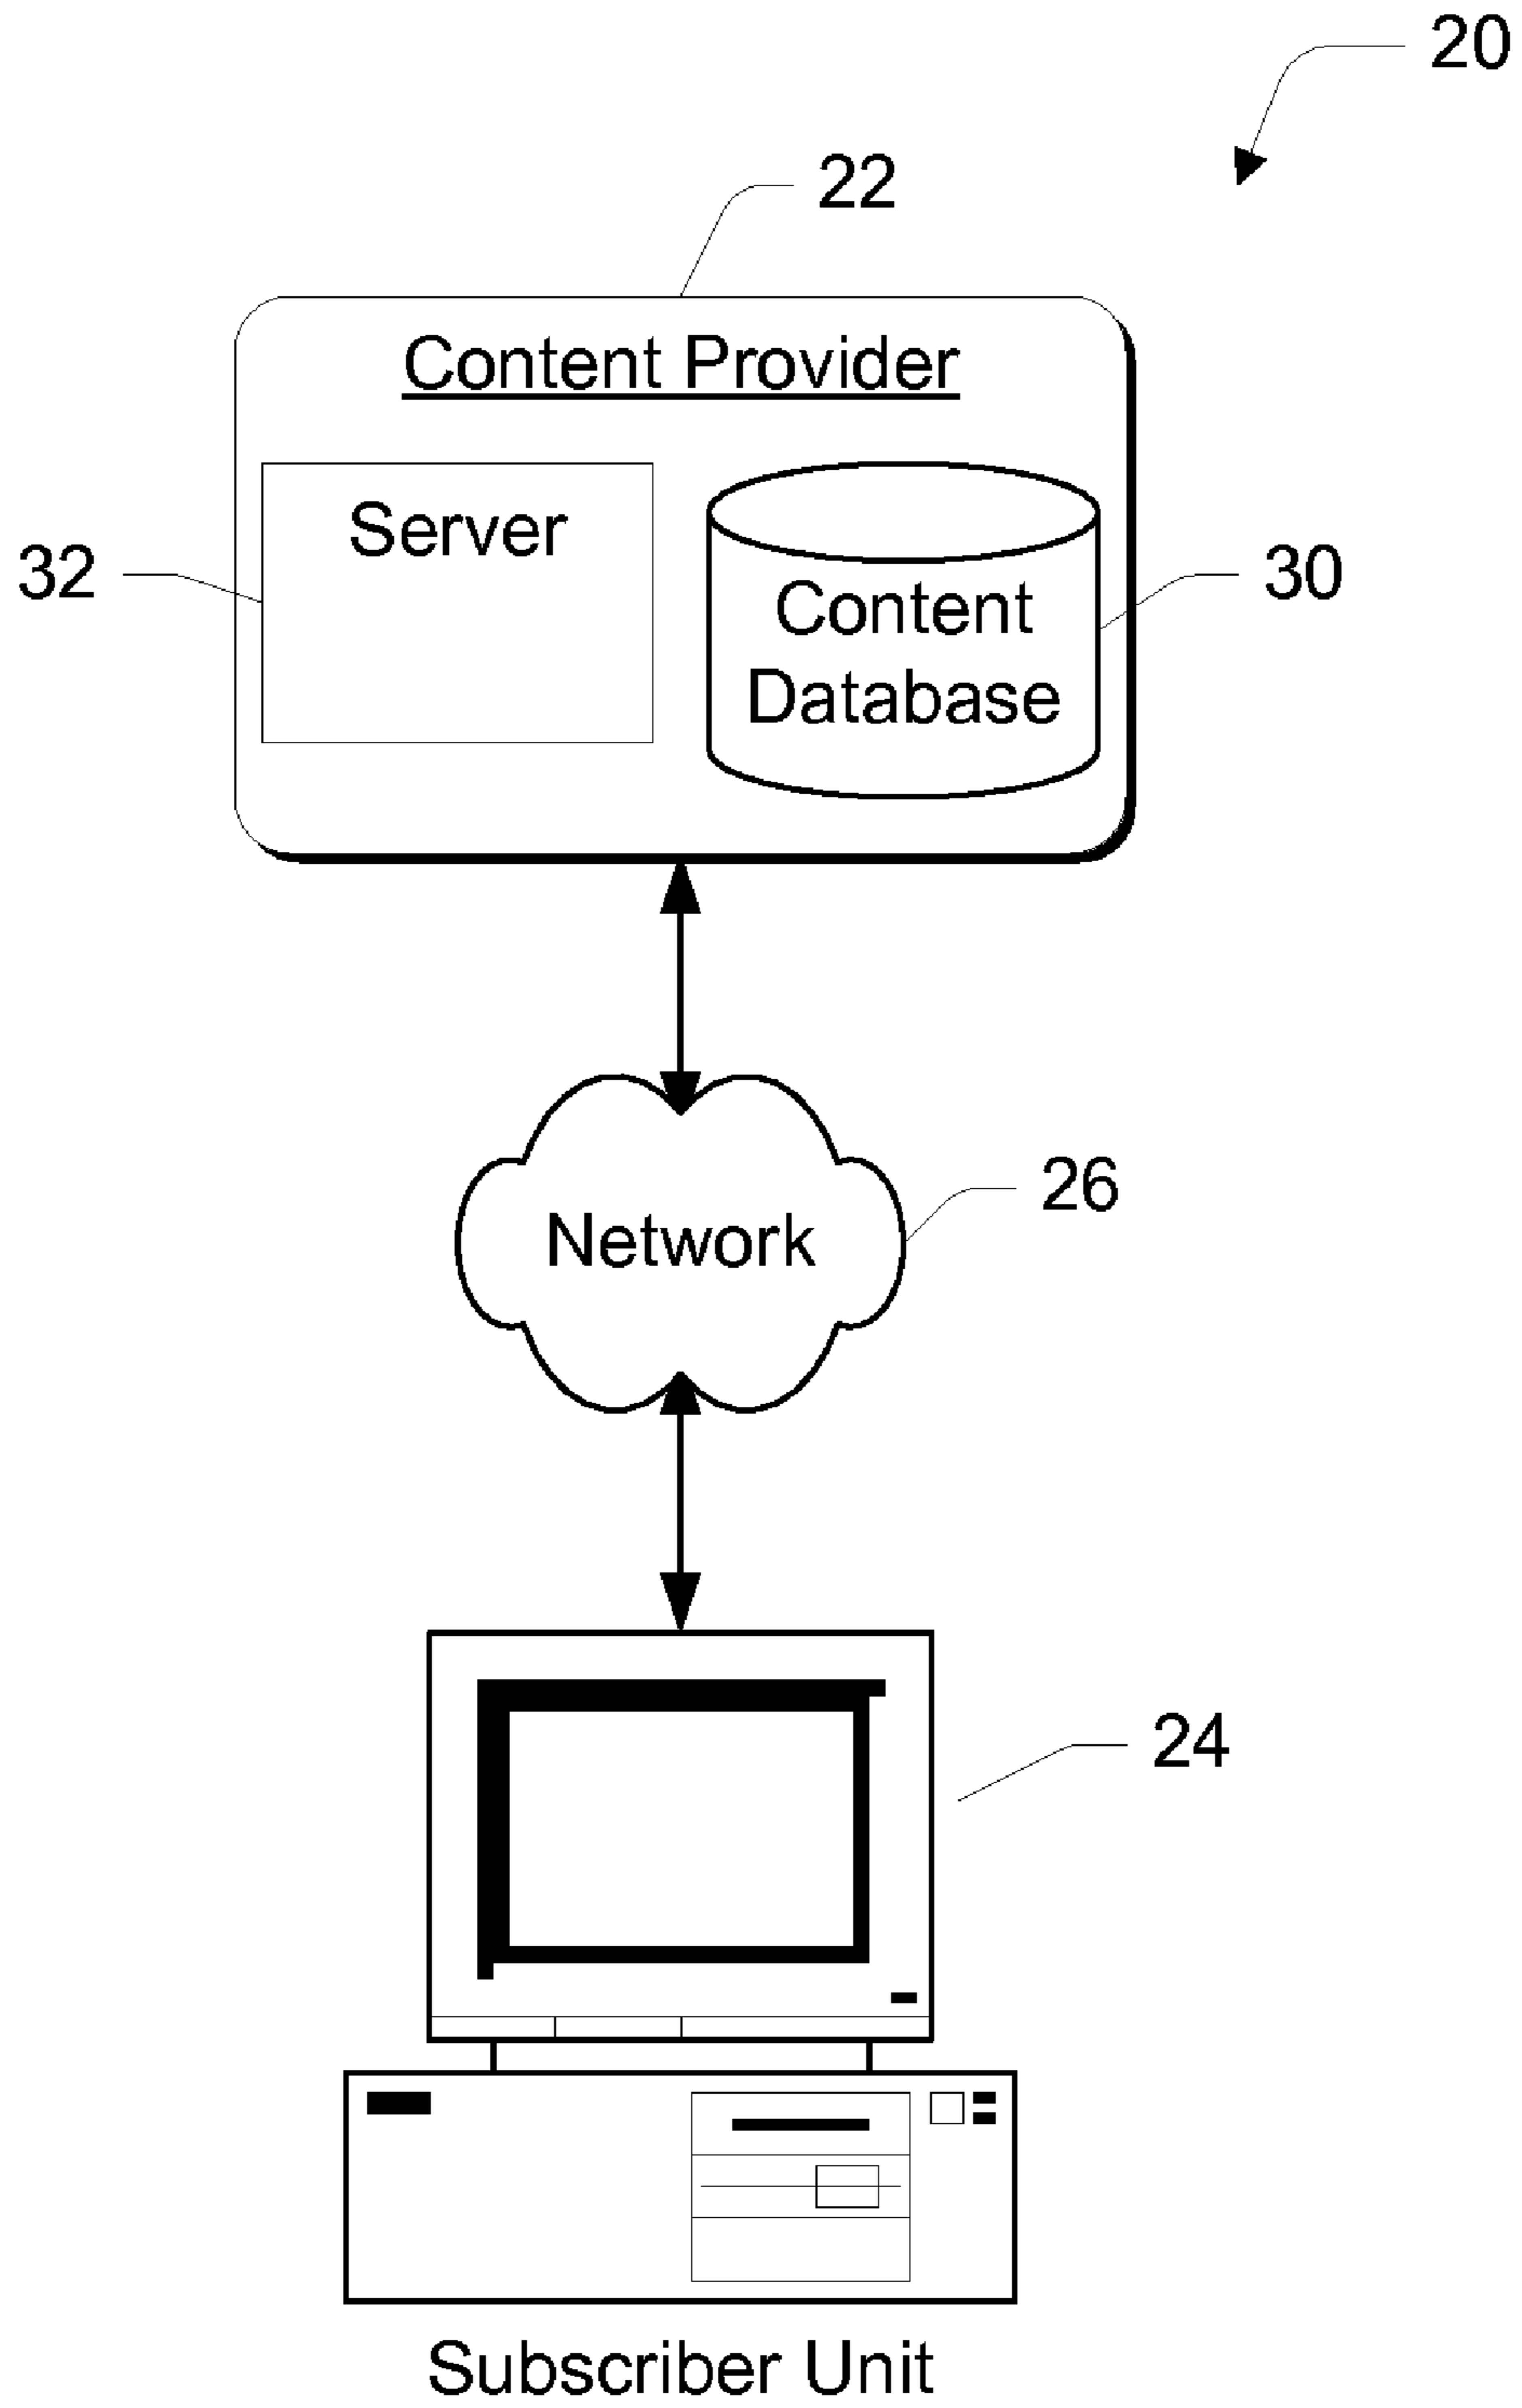 20
22
Content Provider
Server
32
30
Content
Database
26
Network
24
Subscriber Unit